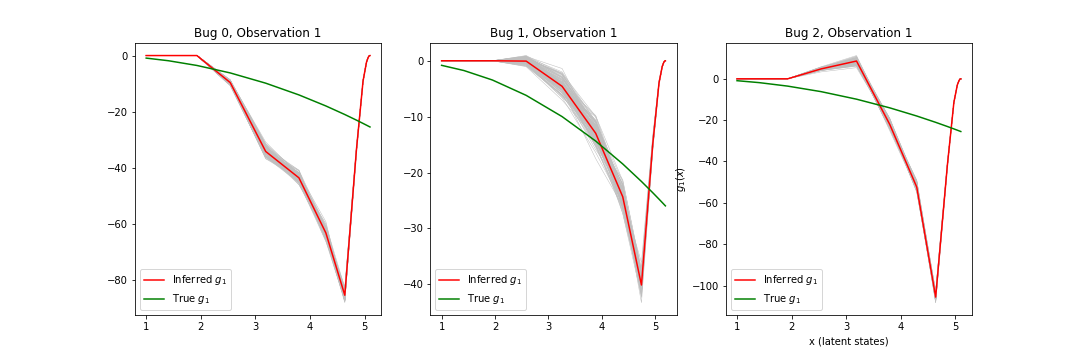 Bug 0, Observation 1
0
−20
−40
−60
−80
1 2 3 4 5
Inferred g₁
True g₁
Bug 1, Observation 1
0
−10
−20
−30
−40
1 2 3 4 5
Inferred g₁
True g₁
Bug 2, Observation 1
g₁(x)
0
−20
−40
−60
−80
−100
1 2 3 4 5
x (latent states)
Inferred g₁
True g₁